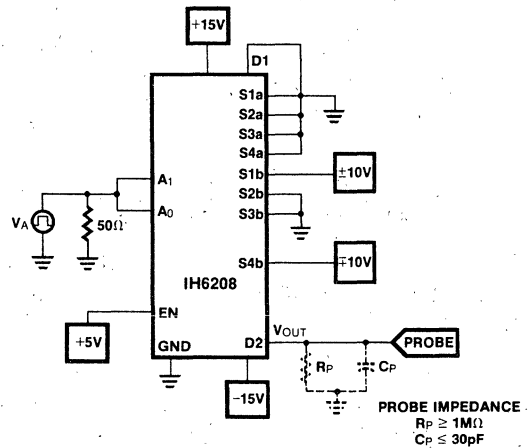 +15V
D1
S1a
S2a
S3a
S4a
S1b
±10V
S2b
S3b
A1
A0
VA
50Ω
S4b
∓10V
IH6208
EN
+5V
GND
D2
VOUT
PROBE
RP
CP
−15V
PROBE IMPEDANCE
RP ≥ 1MΩ
CP ≤ 30pF